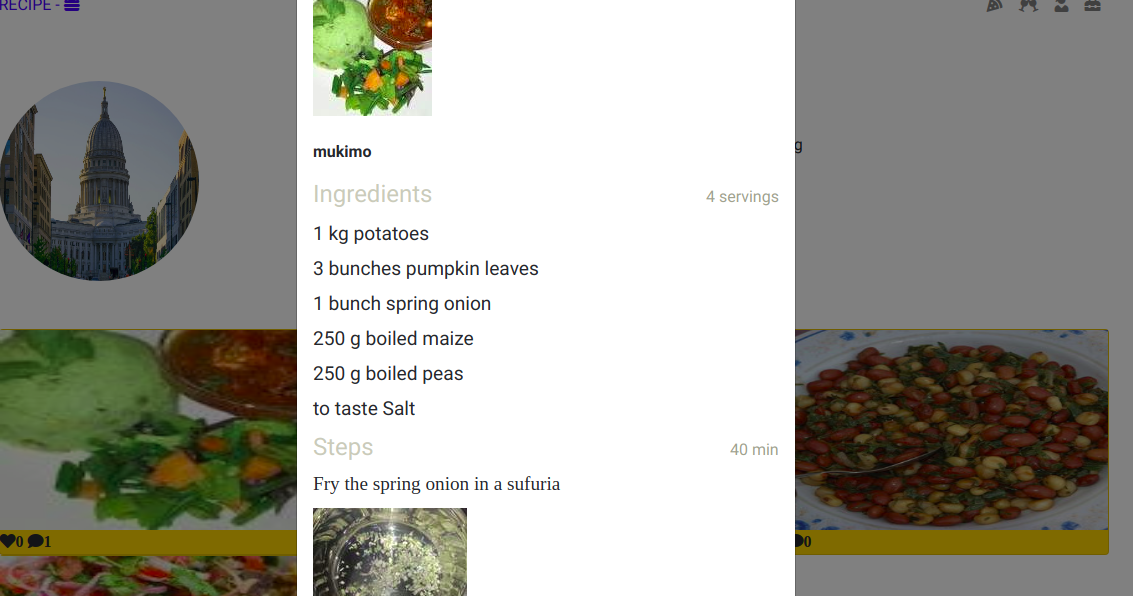 RECIPE -
mukimo
g
Ingredients
4 servings
1 kg potatoes
3 bunches pumpkin leaves
1 bunch spring onion
250 g boiled maize
250 g boiled peas
to taste Salt
Steps
40 min
Fry the spring onion in a sufuria
0 1
0